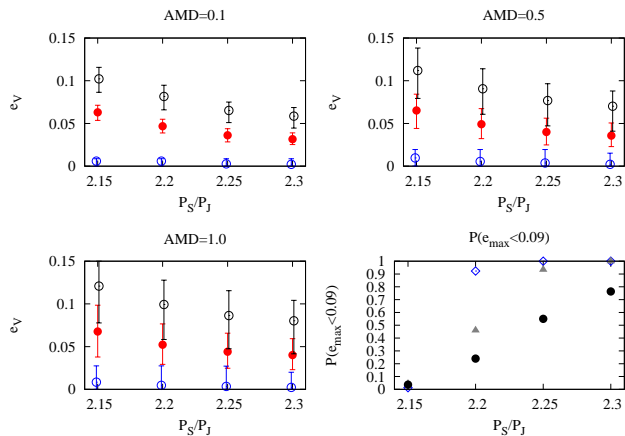 AMD=0.1
0.15
0.1
0.05
0
e_V
2.15 2.2 2.25 2.3
P_S/P_J
AMD=0.5
0.15
0.1
0.05
0
e_V
2.15 2.2 2.25 2.3
P_S/P_J
AMD=1.0
0.15
0.1
0.05
0
e_V
2.15 2.2 2.25 2.3
P_S/P_J
P(e_max<0.09)
1
0.9
0.8
0.7
0.6
0.5
0.4
0.3
0.2
0.1
0
P(e_max<0.09)
2.15 2.2 2.25 2.3
P_S/P_J